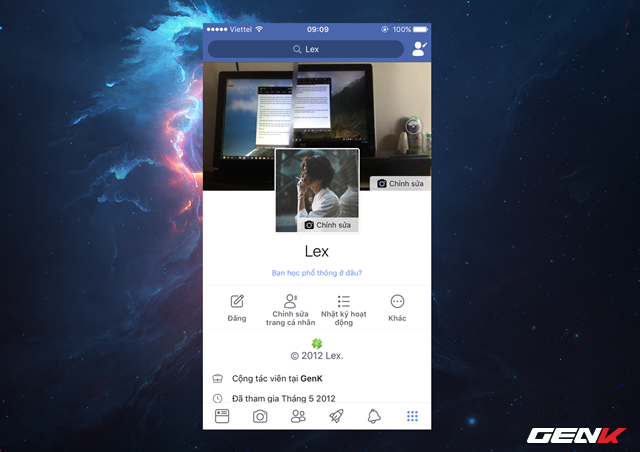 Viettel
09:09
100%
Lex
Chỉnh sửa
Chỉnh sửa
Lex
Bạn học phổ thông ở đâu?
Đăng
Chỉnh sửa
trang cá nhân
Nhật ký hoạt
động
Khác
© 2012 Lex.
Cộng tác viên tại GenK
Đã tham gia Tháng 5 2012
GENK